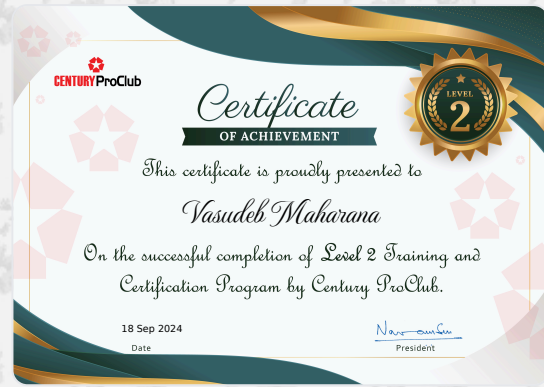 CENTURY ProClub
Certificate
OF ACHIEVEMENT
LEVEL
2
This certificate is proudly presented to
Vasudeb Maharana
On the successful completion of Level 2 Training and
Certification Program by Century ProClub.
18 Sep 2024
Date
President